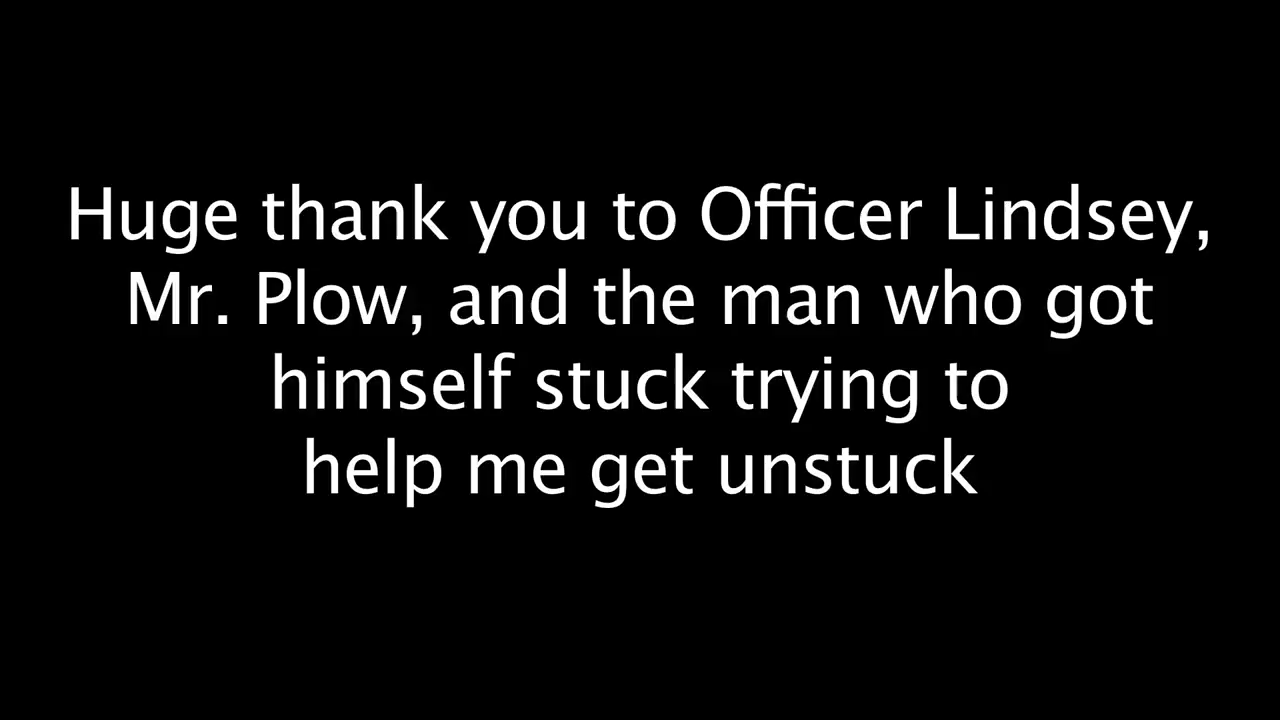 Huge thank you to Officer Lindsey,
Mr. Plow, and the man who got
himself stuck trying to
help me get unstuck